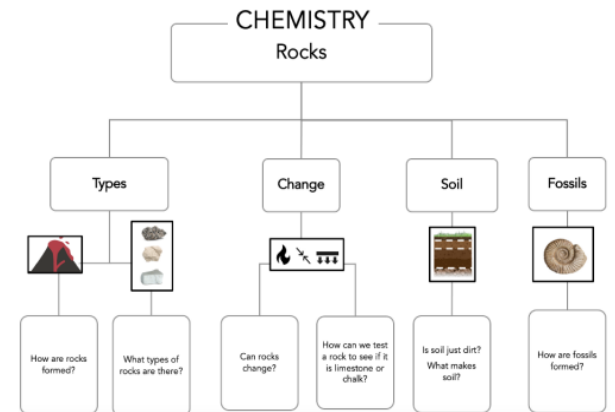 CHEMISTRY
Rocks
Types
Change
Soil
Fossils
How are rocks
formed?
What types of
rocks are there?
Can rocks
change?
How can we test
a rock to see if it
is limestone or
chalk?
Is soil just dirt?
What makes
soil?
How are fossils
formed?